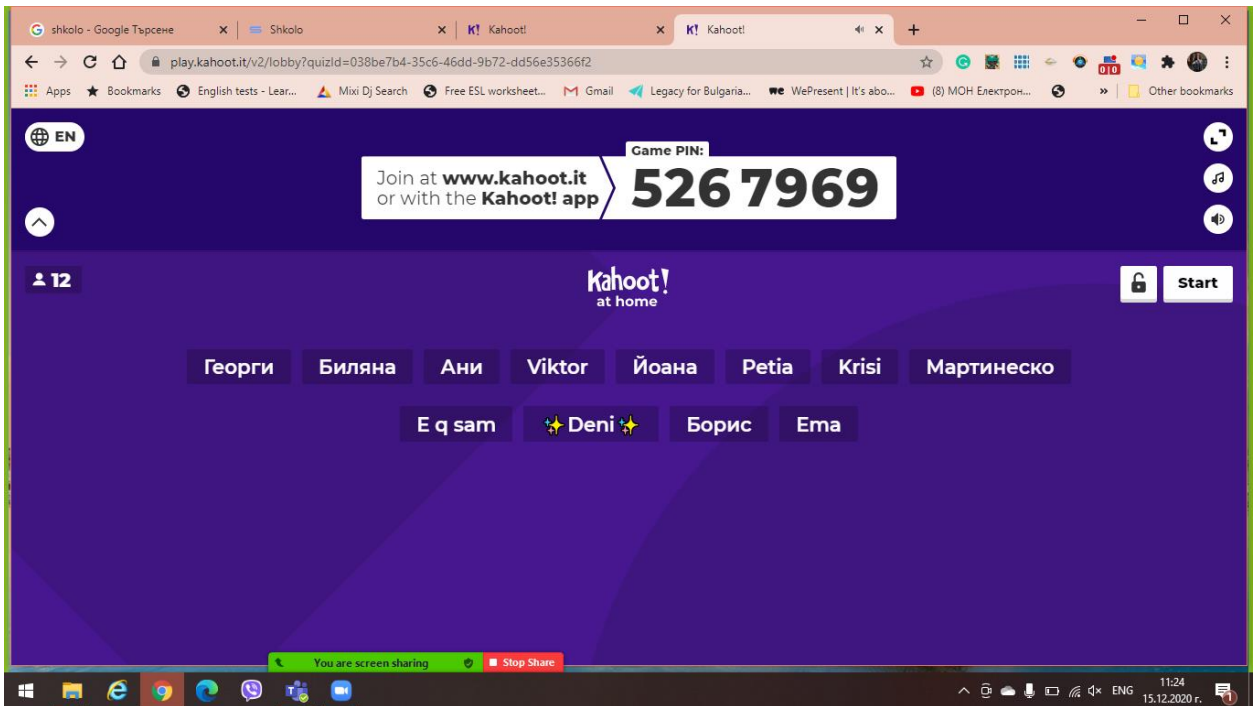 shkolo - Google Търсене
Shkolo
K! Kahoot!
K! Kahoot!
play.kahoot.it/v2/lobby?quizId=038be7b4-35c6-46dd-9b72-dd56e35366f2
Apps Bookmarks English tests - Lear... Mixi Dj Search Free ESL worksheet... Gmail Legacy for Bulgaria... we WePresent | It's abo... (8) МОН Електрон... » Other bookmarks
EN
Game PIN:
Join at www.kahoot.it
or with the Kahoot! app
526 7969
12
Kahoot!
at home
Start
Георги Биляна Ани Viktor Йоана Petia Krisi Мартинеско
E q sam ✨Deni✨ Борис Ema
You are screen sharing Stop Share
ENG
11:24
15.12.2020 г.
1